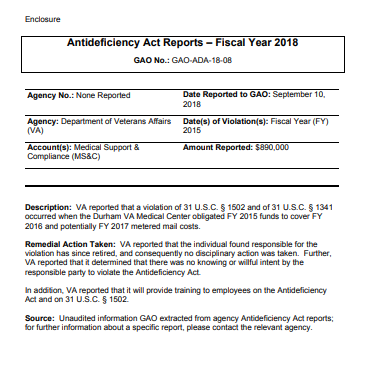 Enclosure
Antideficiency Act Reports – Fiscal Year 2018
GAO No.: GAO-ADA-18-08
Agency No.: None Reported
Date Reported to GAO: September 10,
2018
Agency: Department of Veterans Affairs
(VA)
Date(s) of Violation(s): Fiscal Year (FY)
2015
Account(s): Medical Support &
Compliance (MS&C)
Amount Reported: $890,000
Description: VA reported that a violation of 31 U.S.C. § 1502 and of 31 U.S.C. § 1341
occurred when the Durham VA Medical Center obligated FY 2015 funds to cover FY
2016 and potentially FY 2017 metered mail costs.
Remedial Action Taken: VA reported that the individual found responsible for the
violation has since retired, and consequently no disciplinary action was taken. Further,
VA reported that it determined that there was no knowing or willful intent by the
responsible party to violate the Antideficiency Act.
In addition, VA reported that it will provide training to employees on the Antideficiency
Act and on 31 U.S.C. § 1502.
Source: Unaudited information GAO extracted from agency Antideficiency Act reports;
for further information about a specific report, please contact the relevant agency.